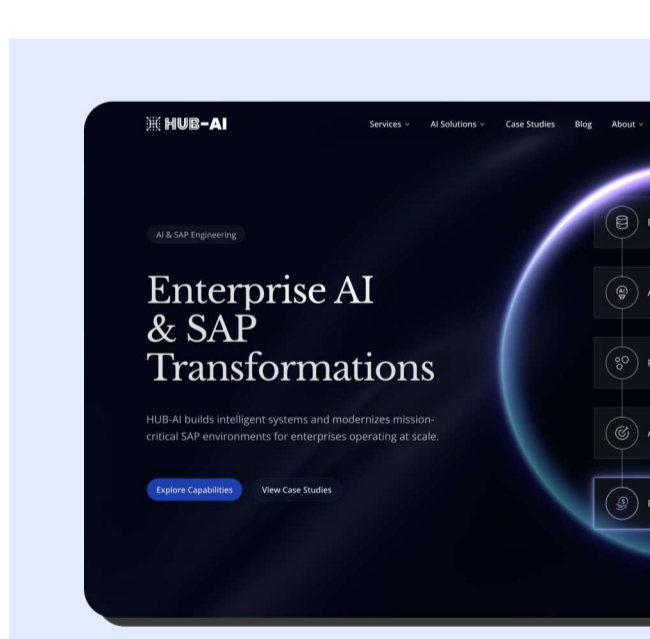 HUB-AI
Services
AI Solutions
Case Studies
Blog
About
AI & SAP Engineering
Enterprise AI
& SAP
Transformations
HUB-AI builds intelligent systems and modernizes mission-
critical SAP environments for enterprises operating at scale.
Explore Capabilities
View Case Studies